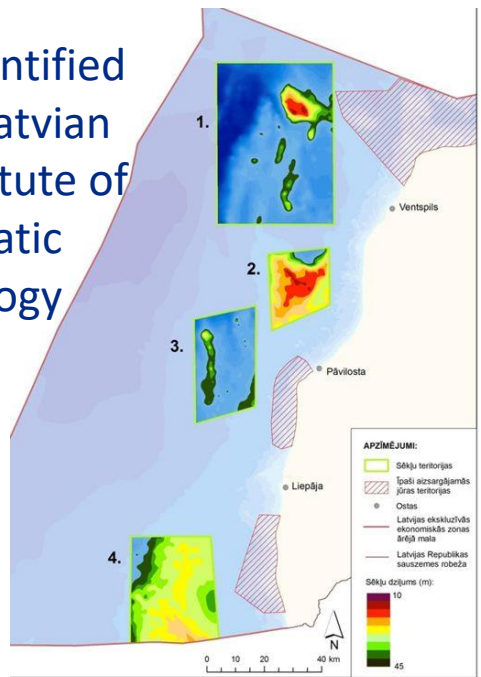 ntified
atvian
tute of
atic
ogy
1.
Ventspils
2.
3.
Pāvilosta
Liepāja
4.
APZĪMĒJUMI:
Sēkļu teritorijas
Īpaši aizsargājamās
jūras teritorijas
Ostas
Latvijas ekskluzīvās
ekonomiskās zonas
ārējā mala
Latvijas Republikas
sauszemes robeža
Sēkļu dziļums (m):
10
45
N
0 10 20 40 km